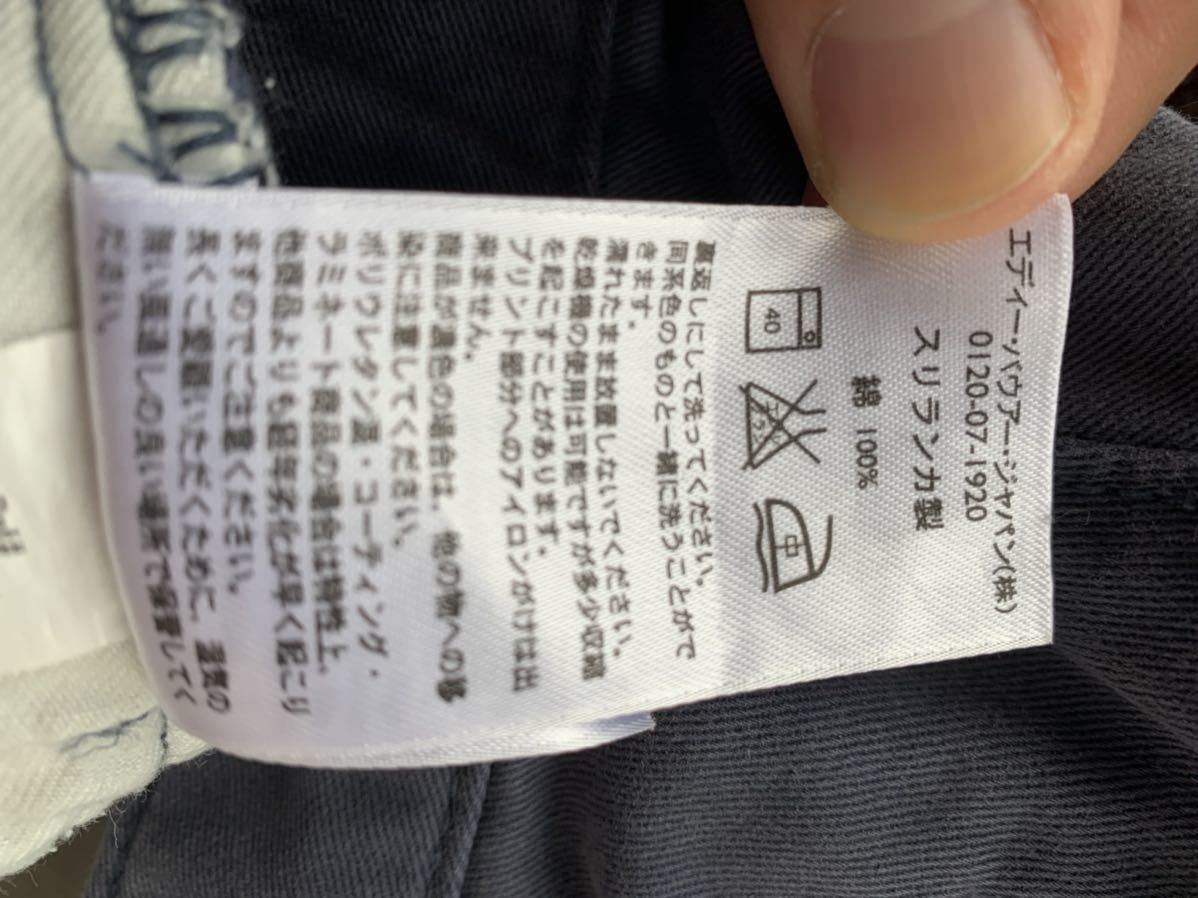 エディー・バウアー・ジャパン(株)
0120-07-1920
スリランカ製
綿 100%
40
エンソ
中
裏返しにして洗ってください。
同系色のものと一緒に洗うことがで
きます。
濡れたまま放置しないでください。
乾燥機の使用は可能ですが多少収縮
を起こすことがあります。
プリント部分へのアイロンがけは出
来ません。
商品が濃色の場合は、他の物への移
染に注意してください。
ポリウレタン混・コーティング・
ラミネート商品の場合は特性上、
他商品よりも経年劣化が早く起こり
ますのでご注意ください。
長くご愛用いただくために、湿気の
無い風通しの良い場所で保管してく
ださい。